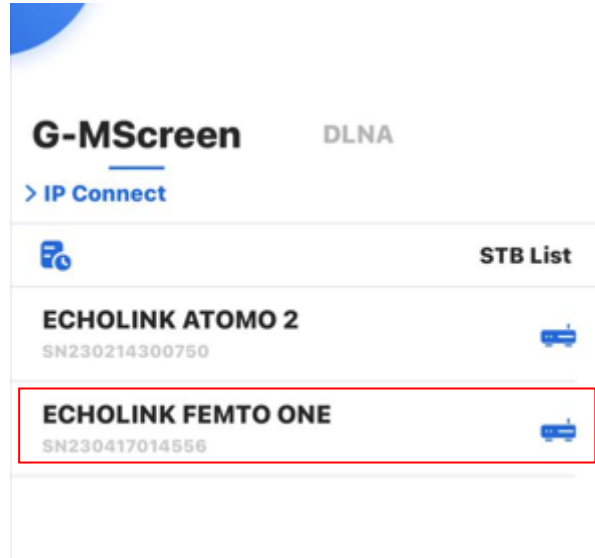 G-MScreen DLNA
> IP Connect
STB List
ECHOLINK ATOMO 2
SN230214300750
ECHOLINK FEMTO ONE
SN230417014556